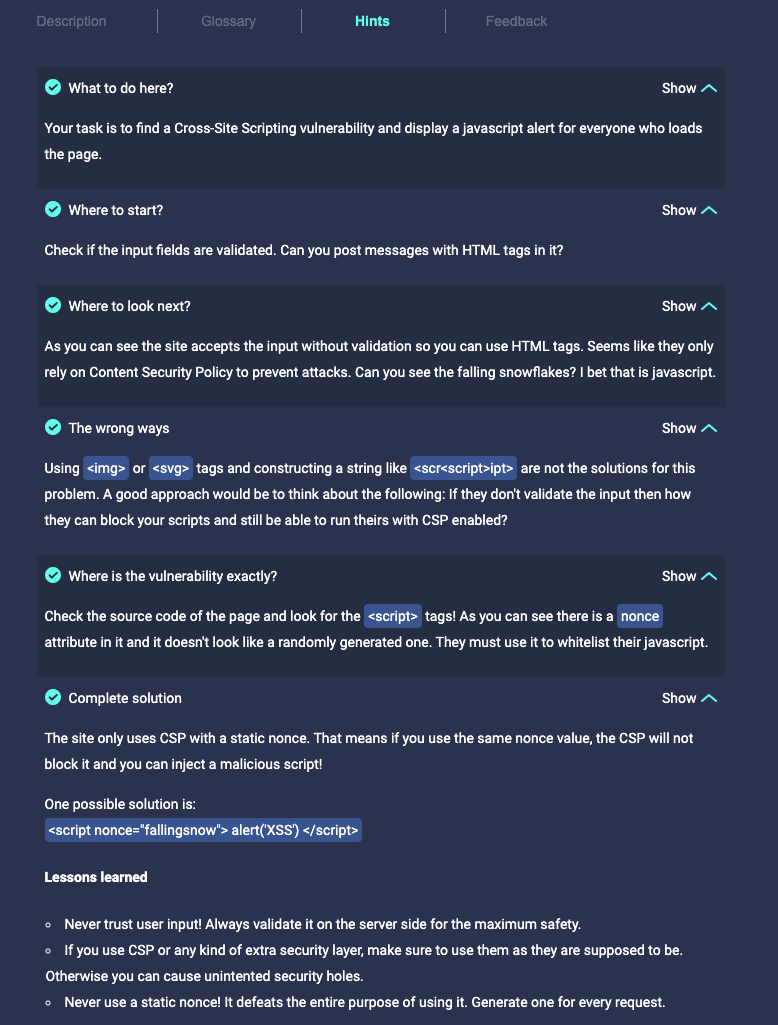 Description
Glossary
Hints
Feedback
What to do here?
Show
Your task is to find a Cross-Site Scripting vulnerability and display a javascript alert for everyone who loads
the page.
Where to start?
Show
Check if the input fields are validated. Can you post messages with HTML tags in it?
Where to look next?
Show
As you can see the site accepts the input without validation so you can use HTML tags. Seems like they only
rely on Content Security Policy to prevent attacks. Can you see the falling snowflakes? I bet that is javascript.
The wrong ways
Show
Using <img> or <svg> tags and constructing a string like <scr<script>ipt> are not the solutions for this
problem. A good approach would be to think about the following: If they don't validate the input then how
they can block your scripts and still be able to run theirs with CSP enabled?
Where is the vulnerability exactly?
Show
Check the source code of the page and look for the <script> tags! As you can see there is a nonce
attribute in it and it doesn't look like a randomly generated one. They must use it to whitelist their javascript.
Complete solution
Show
The site only uses CSP with a static nonce. That means if you use the same nonce value, the CSP will not
block it and you can inject a malicious script!
One possible solution is:
<script nonce="fallingsnow"> alert('XSS') </script>
Lessons learned
Never trust user input! Always validate it on the server side for the maximum safety.
If you use CSP or any kind of extra security layer, make sure to use them as they are supposed to be.
Otherwise you can cause unintented security holes.
Never use a static nonce! It defeats the entire purpose of using it. Generate one for every request.